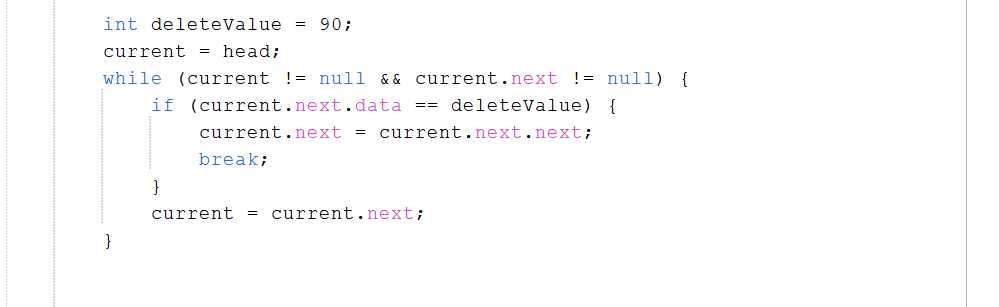 int deleteValue = 90;
current = head;
while (current != null && current.next != null) {
if (current.next.data == deleteValue) {
current.next = current.next.next;
break;
}
current = current.next;
}